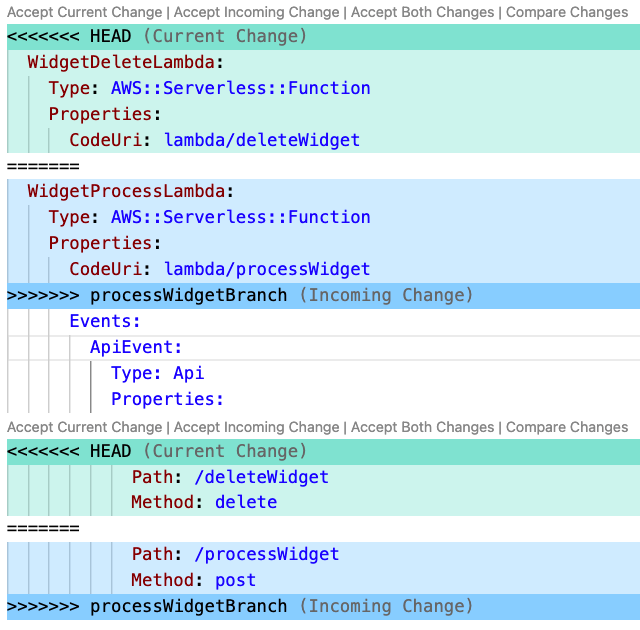 Accept Current Change | Accept Incoming Change | Accept Both Changes | Compare Changes
<<<<<<< HEAD (Current Change)
  WidgetDeleteLambda:
    Type: AWS::Serverless::Function
    Properties:
      CodeUri: lambda/deleteWidget
=======
  WidgetProcessLambda:
    Type: AWS::Serverless::Function
    Properties:
      CodeUri: lambda/processWidget
>>>>>>> processWidgetBranch (Incoming Change)
      Events:
        ApiEvent:
          Type: Api
          Properties:
Accept Current Change | Accept Incoming Change | Accept Both Changes | Compare Changes
<<<<<<< HEAD (Current Change)
            Path: /deleteWidget
            Method: delete
=======
            Path: /processWidget
            Method: post
>>>>>>> processWidgetBranch (Incoming Change)